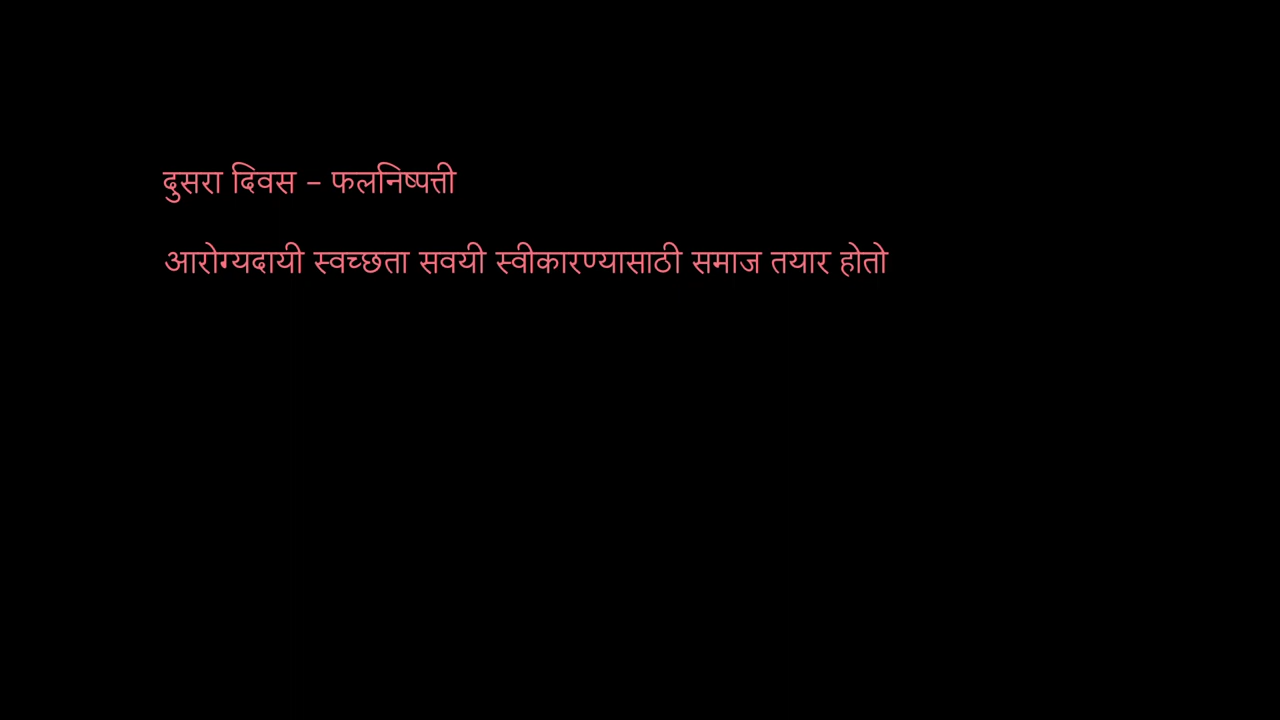 दुसरा दिवस – फलनिष्पत्ती
आरोग्यदायी स्वच्छता सवयी स्वीकारण्यासाठी समाज तयार होतो